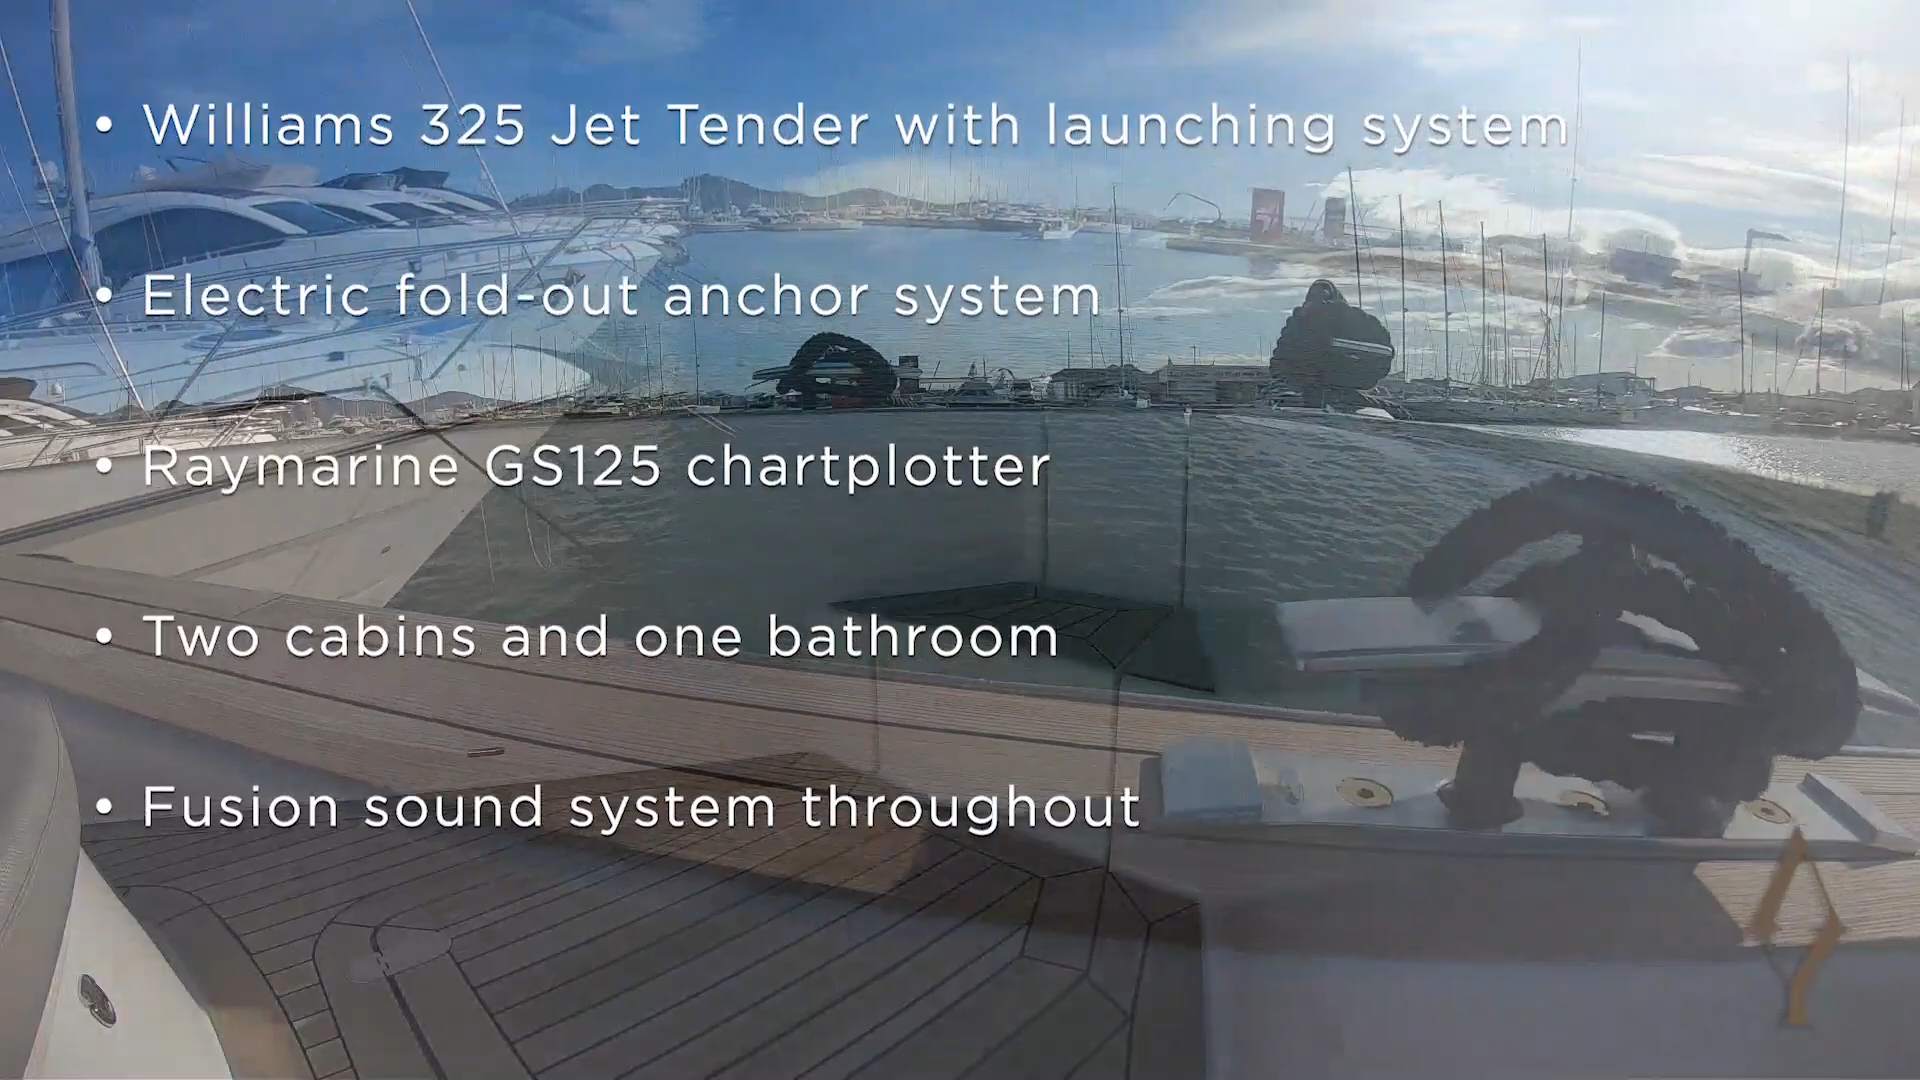 • Williams 325 Jet Tender with launching system
• Electric fold-out anchor system
• Raymarine GS125 chartplotter
• Two cabins and one bathroom
• Fusion sound system throughout